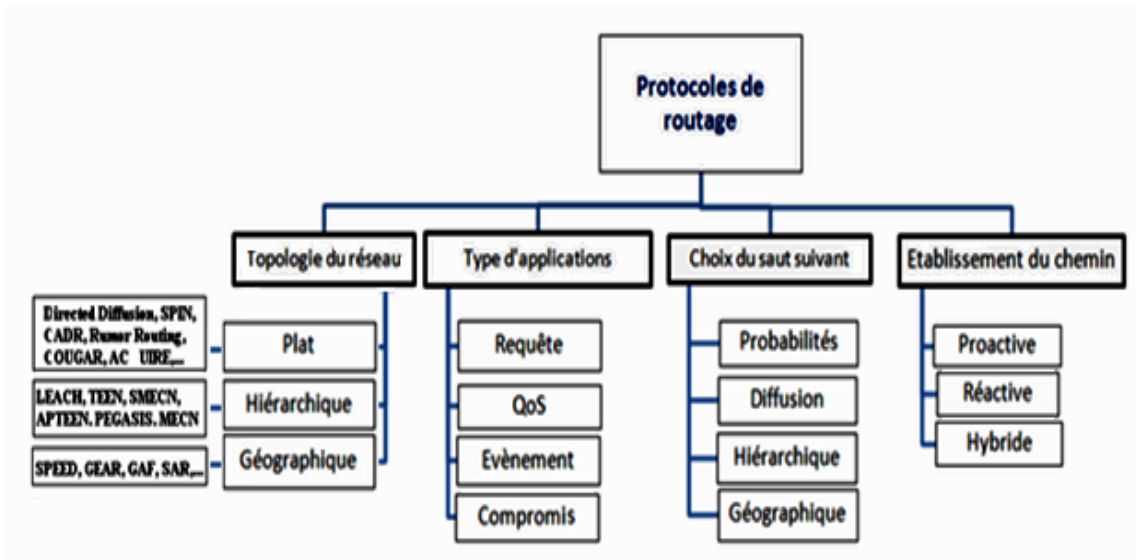 Protocoles de
routage
Topologie du réseau
Type d'applications
Choix du saut suivant
Etablissement du chemin
Directed Diffusion, SPIN,
CADR, Rumor Routing,
COUGAR, AC UIRE,...
Plat
LEACH, TEEN, SMECN,
APTEEN, PEGASIS, MECN
Hiérarchique
SPEED, GEAR, GAF, SAR,...
Géographique
Requête
QoS
Evènement
Compromis
Probabilités
Diffusion
Hiérarchique
Géographique
Proactive
Réactive
Hybride